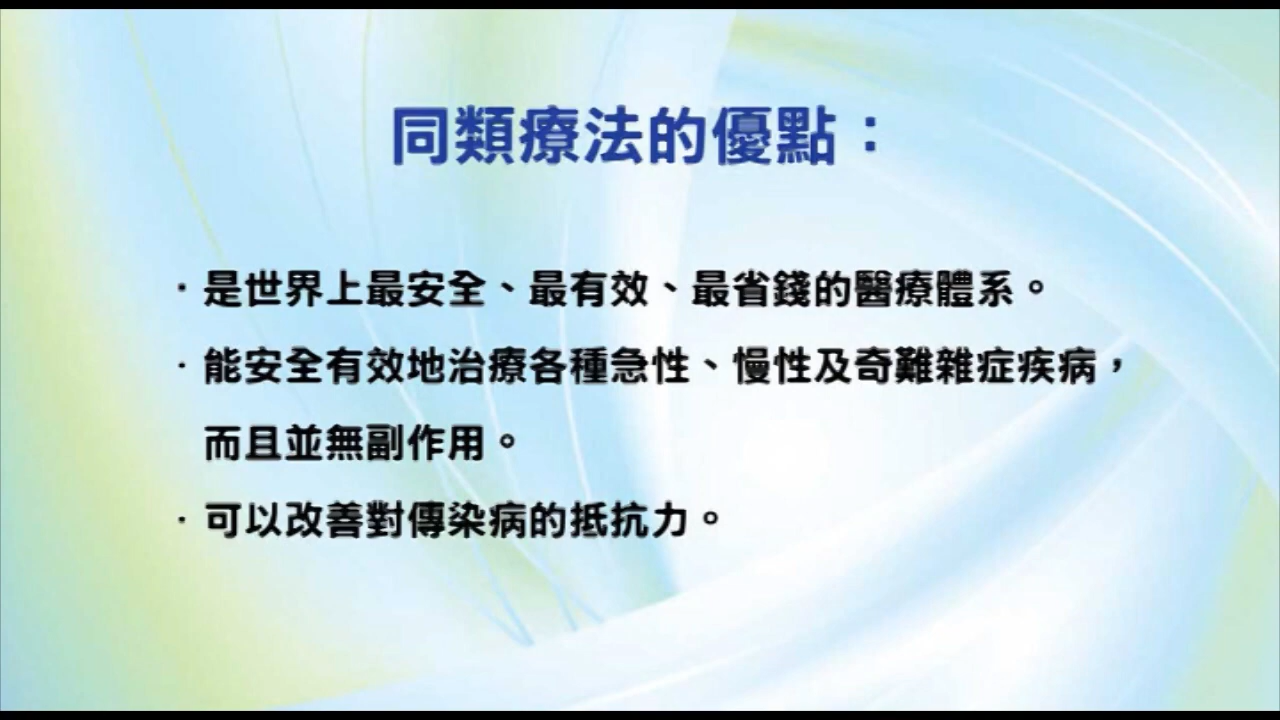 同類療法的優點：
·是世界上最安全、最有效、最省錢的醫療體系。
·能安全有效地治療各種急性、慢性及奇難雜症疾病，
而且並無副作用。
·可以改善對傳染病的抵抗力。